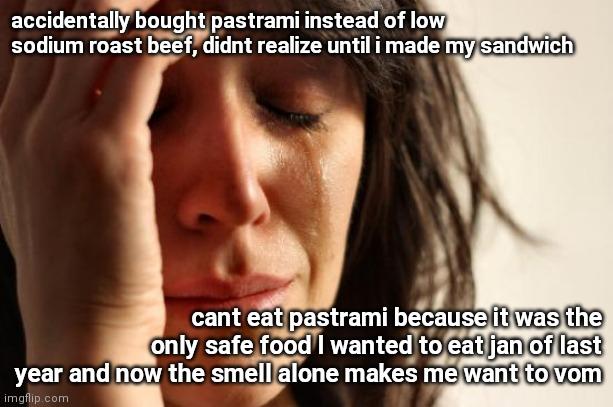 accidentally bought pastrami instead of low
sodium roast beef, didnt realize until i made my sandwich
cant eat pastrami because it was the
only safe food I wanted to eat jan of last
year and now the smell alone makes me want to vom
imgflip.com